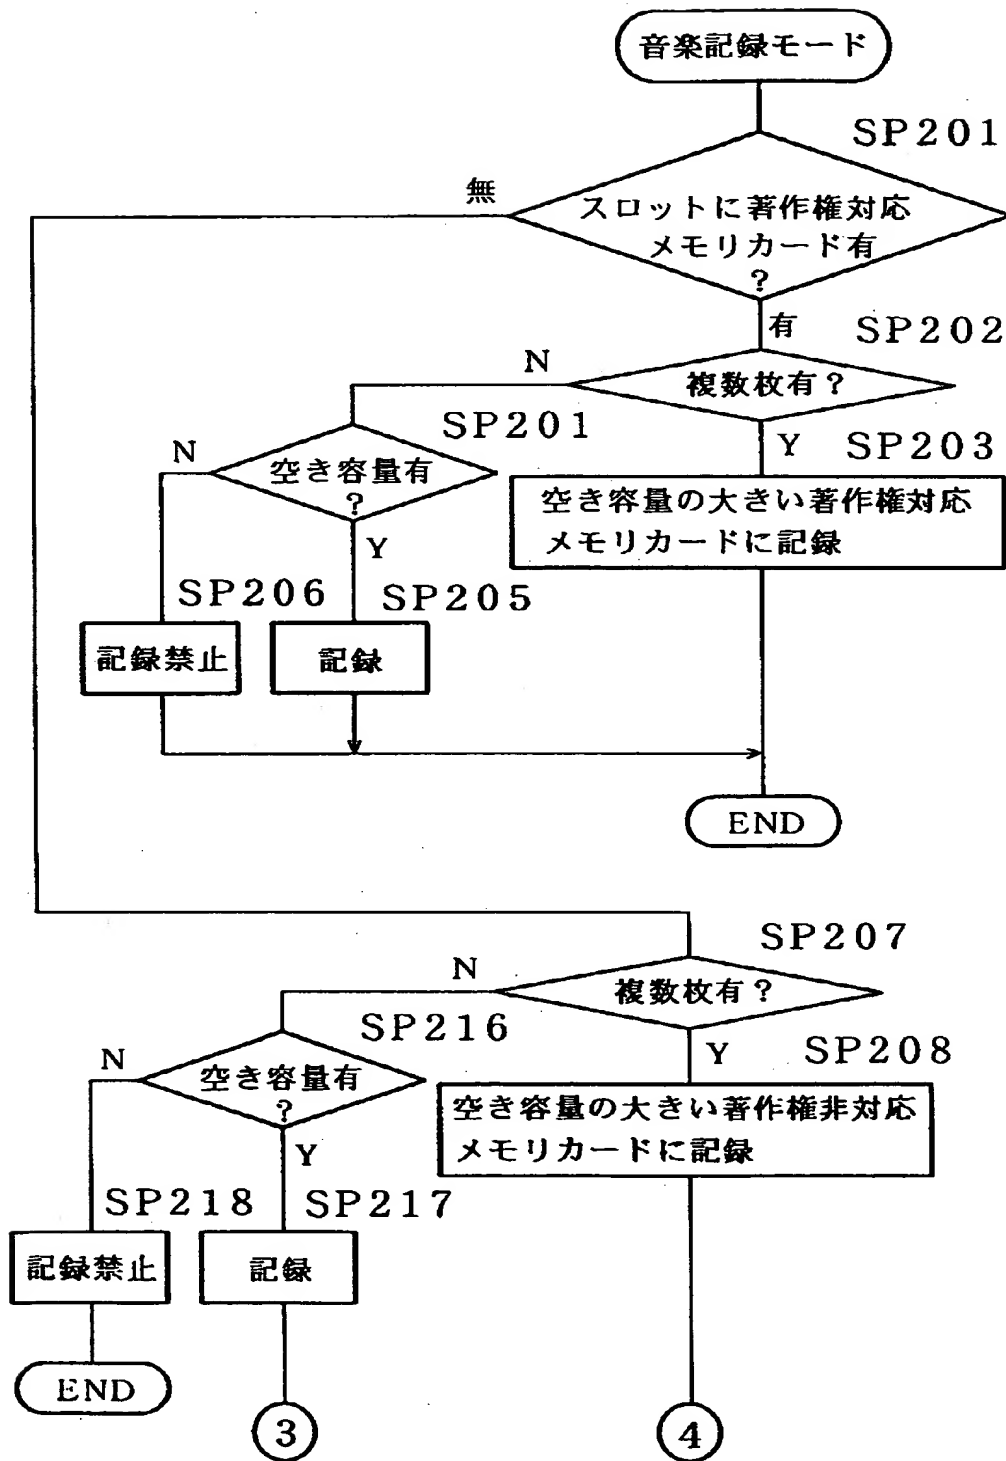 音楽記録モード
SP201
無
スロットに著作権対応
メモリカード有
?
有
SP202
N
複数枚有?
SP201
Y
SP203
N
空き容量有
?
空き容量の大きい著作権対応
メモリカードに記録
Y
SP206
SP205
記録禁止
記録
END
SP207
N
複数枚有?
SP216
Y
SP208
N
空き容量有
?
空き容量の大きい著作権非対応
メモリカードに記録
Y
SP218
SP217
記録禁止
記録
END
3
4